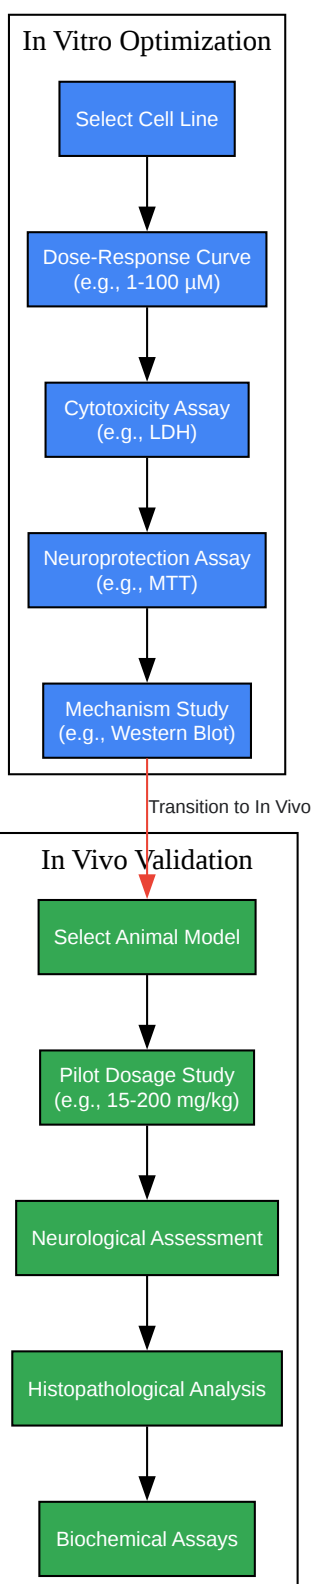 In Vitro Optimization
Select Cell Line
Dose-Response Curve
(e.g., 1-100 µM)
Cytotoxicity Assay
(e.g., LDH)
Neuroprotection Assay
(e.g., MTT)
Mechanism Study
(e.g., Western Blot)
Transition to In Vivo
In Vivo Validation
Select Animal Model
Pilot Dosage Study
(e.g., 15-200 mg/kg)
Neurological Assessment
Histopathological Analysis
Biochemical Assays